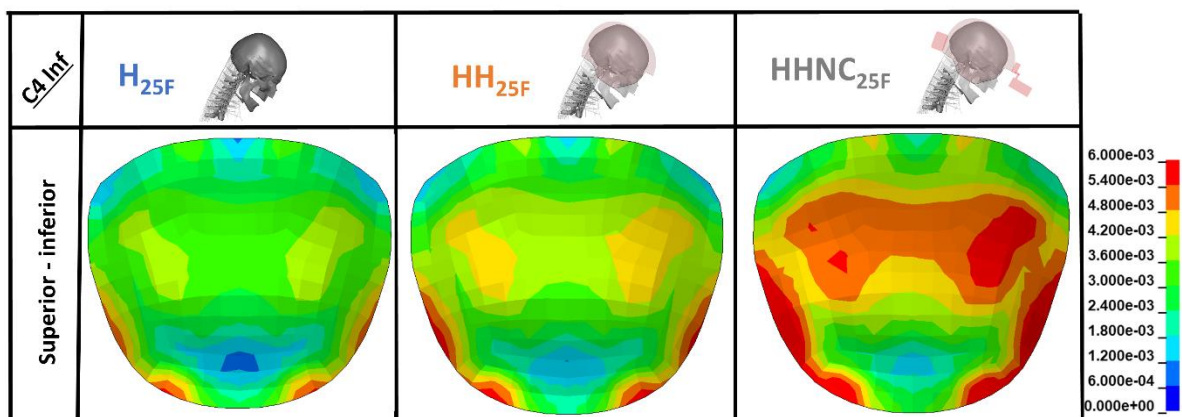 C4 Inf
H25F
HH25F
HHNC25F
Superior - inferior
6.000e-03
5.400e-03
4.800e-03
4.200e-03
3.600e-03
3.000e-03
2.400e-03
1.800e-03
1.200e-03
6.000e-04
0.000e+00